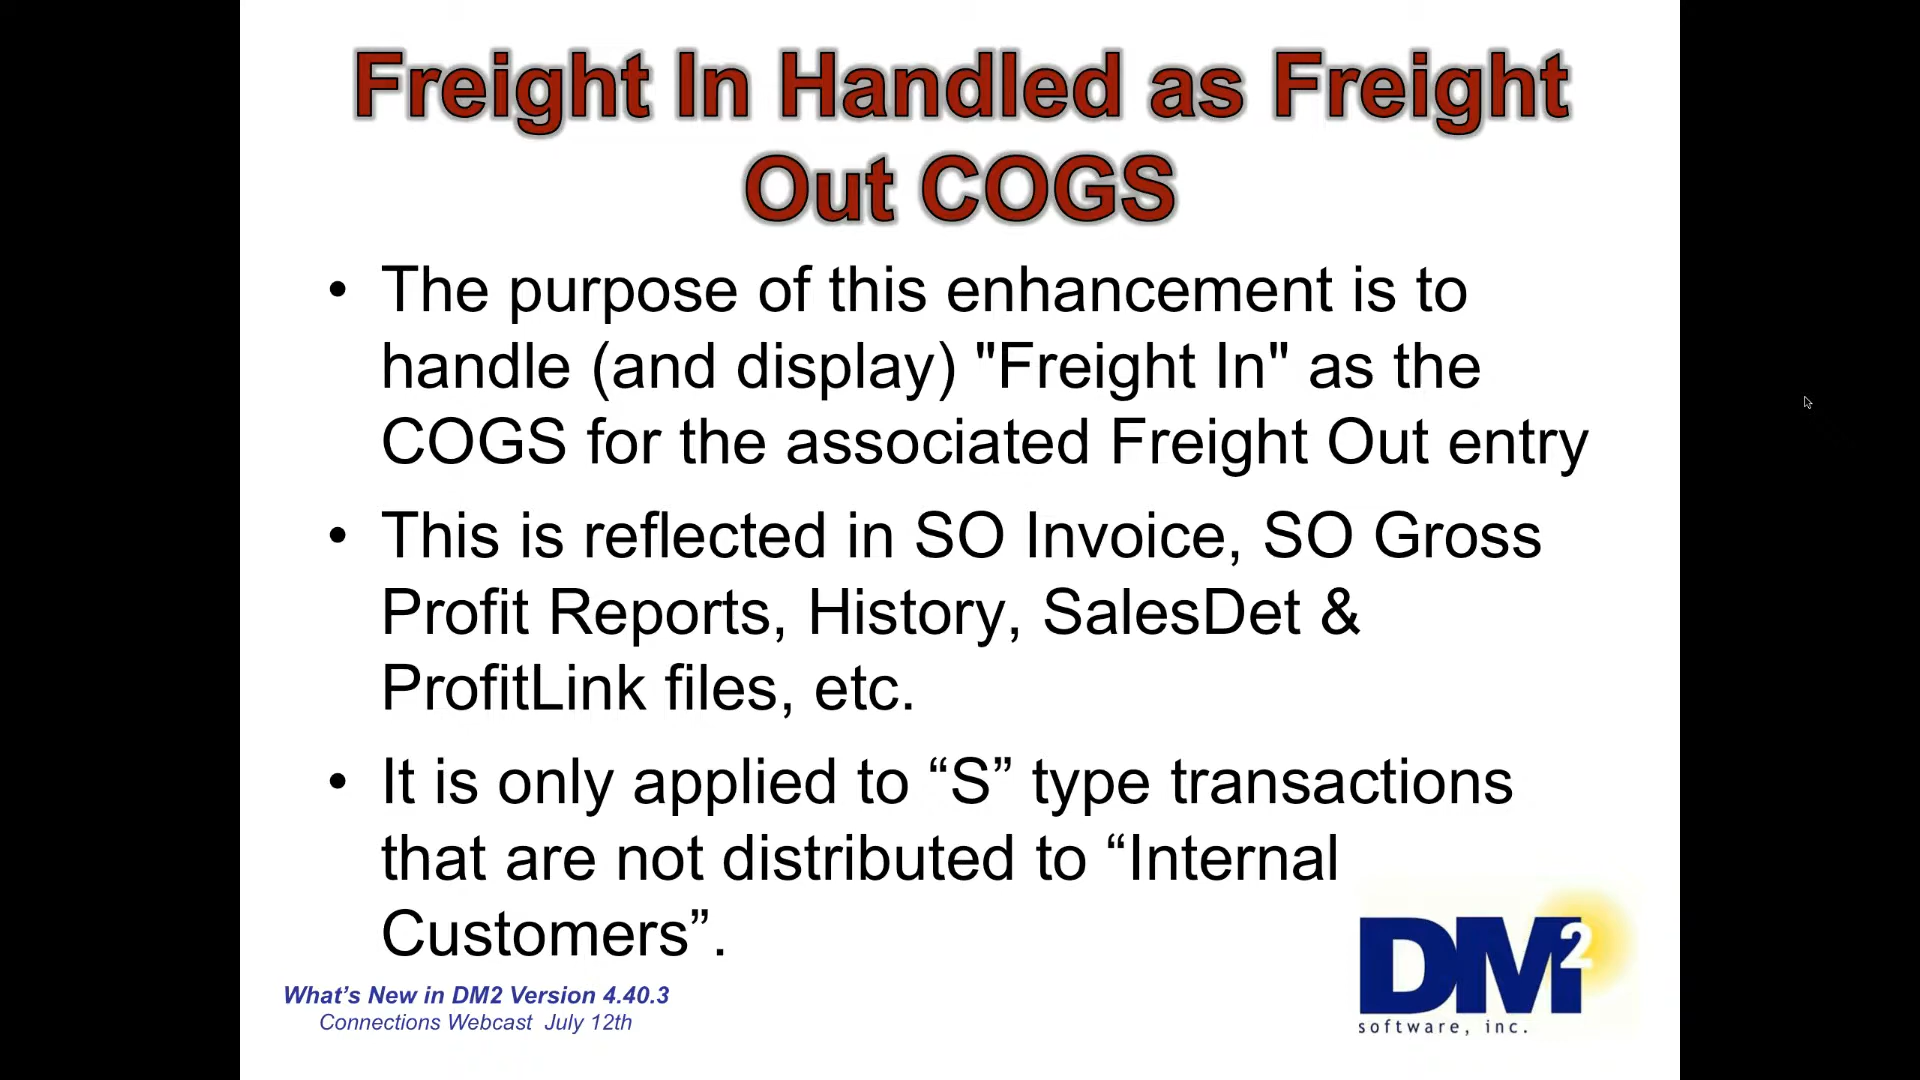 Freight In Handled as Freight
Out COGS
• The purpose of this enhancement is to
handle (and display) "Freight In" as the
COGS for the associated Freight Out entry
• This is reflected in SO Invoice, SO Gross
Profit Reports, History, SalesDet &
ProfitLink files, etc.
• It is only applied to “S” type transactions
that are not distributed to “Internal
Customers”.
What’s New in DM2 Version 4.40.3
Connections Webcast July 12th
DM2
software, inc.